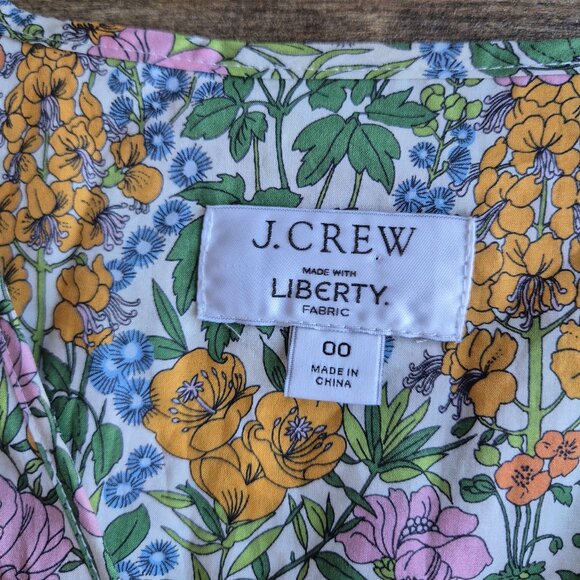 J.CREW
MADE WITH
LIBERTY.
FABRIC
00
MADE IN
CHINA